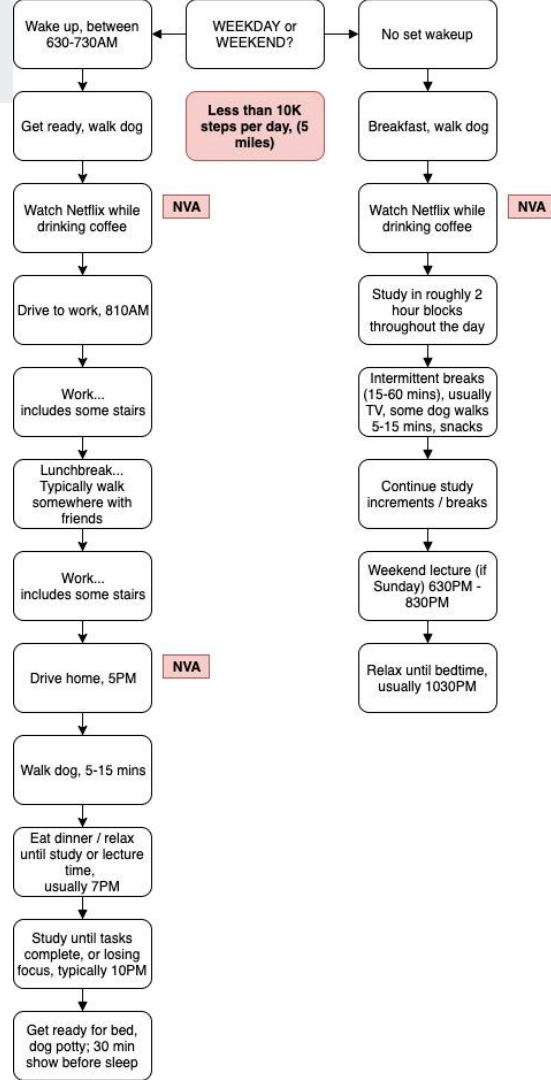 WEEKDAY or
WEEKEND?
Less than 10K
steps per day, (5
miles)
Wake up, between
630-730AM
Get ready, walk dog
Watch Netflix while
drinking coffee
NVA
Drive to work, 810AM
Work...
includes some stairs
Lunchbreak...
Typically walk
somewhere with
friends
Work...
includes some stairs
Drive home, 5PM
NVA
Walk dog, 5-15 mins
Eat dinner / relax
until study or lecture
time,
usually 7PM
Study until tasks
complete, or losing
focus, typically 10PM
Get ready for bed,
dog potty; 30 min
show before sleep
No set wakeup
Breakfast, walk dog
Watch Netflix while
drinking coffee
NVA
Study in roughly 2
hour blocks
throughout the day
Intermittent breaks
(15-60 mins), usually
TV, some dog walks
5-15 mins, snacks
Continue study
increments / breaks
Weekend lecture (if
Sunday) 630PM -
830PM
Relax until bedtime,
usually 1030PM